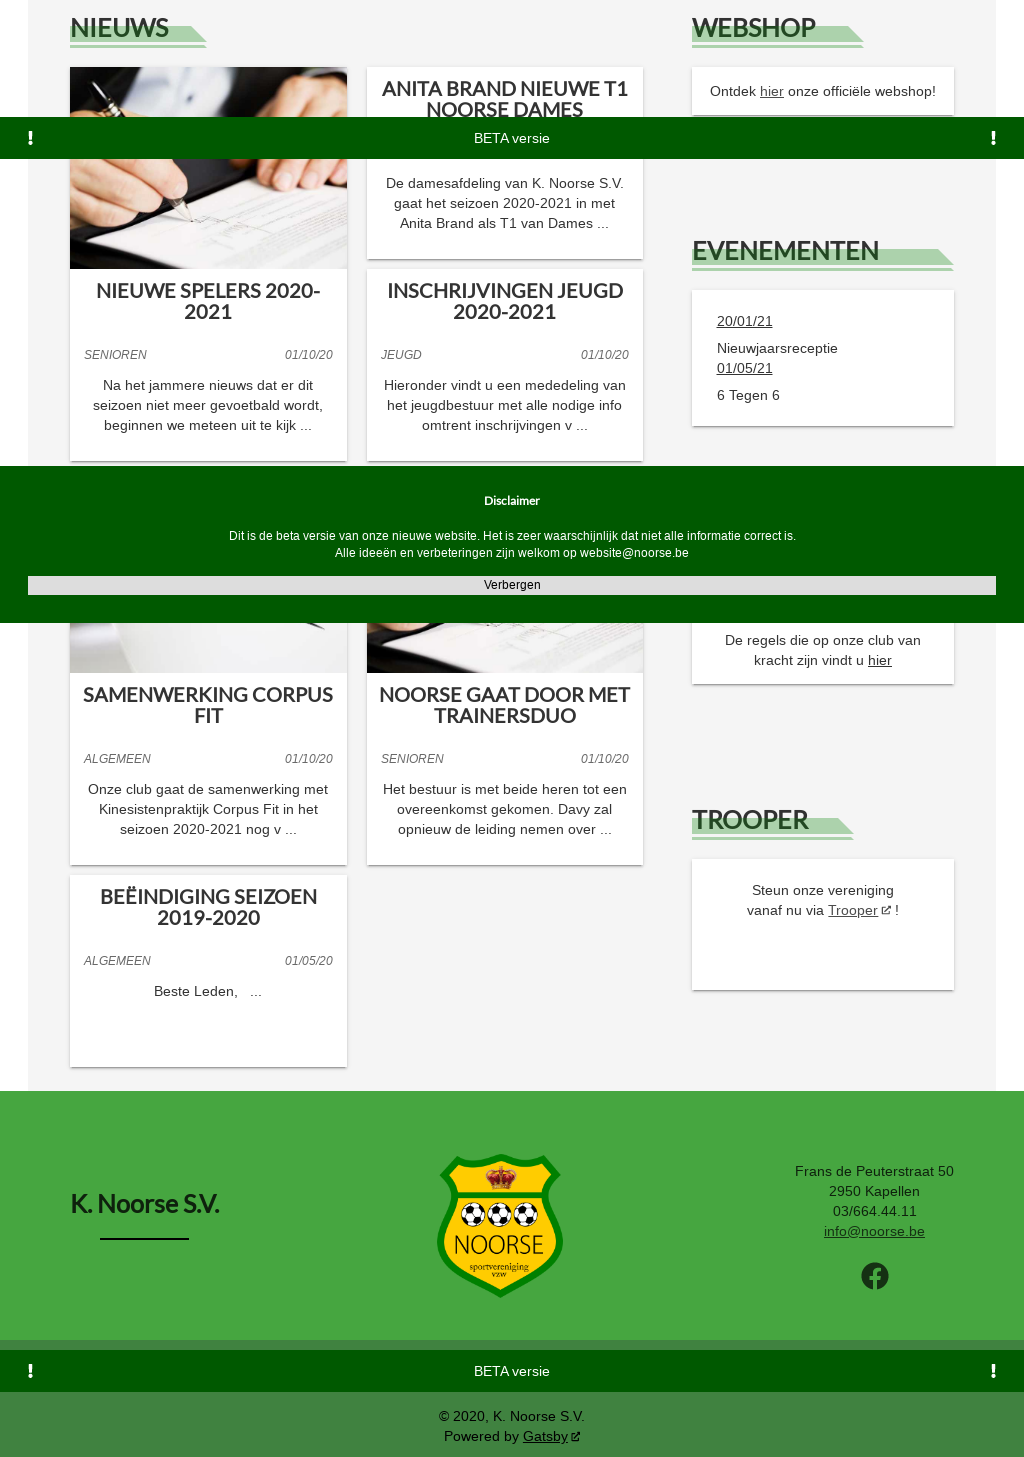 NIEUWS
WEBSHOP
ANITA BRAND NIEUWE T1
NOORSE DAMES
Ontdek hier onze officiële webshop!
BETA versie
De damesafdeling van K. Noorse S.V.
gaat het seizoen 2020-2021 in met
Anita Brand als T1 van Dames ...
EVENEMENTEN
NIEUWE SPELERS 2020-
2021
SENIOREN 01/10/20
Na het jammere nieuws dat er dit
seizoen niet meer gevoetbald wordt,
beginnen we meteen uit te kijk ...
INSCHRIJVINGEN JEUGD
2020-2021
JEUGD 01/10/20
Hieronder vindt u een mededeling van
het jeugdbestuur met alle nodige info
omtrent inschrijvingen v ...
20/01/21
Nieuwjaarsreceptie
01/05/21
6 Tegen 6
Disclaimer
Dit is de beta versie van onze nieuwe website. Het is zeer waarschijnlijk dat niet alle informatie correct is.
Alle ideeën en verbeteringen zijn welkom op website@noorse.be
Verbergen
De regels die op onze club van
kracht zijn vindt u hier
SAMENWERKING CORPUS
FIT
ALGEMEEN 01/10/20
Onze club gaat de samenwerking met
Kinesistenpraktijk Corpus Fit in het
seizoen 2020-2021 nog v ...
NOORSE GAAT DOOR MET
TRAINERSDUO
SENIOREN 01/10/20
Het bestuur is met beide heren tot een
overeenkomst gekomen. Davy zal
opnieuw de leiding nemen over ...
TROOPER
Steun onze vereniging
vanaf nu via Trooper !
BEËINDIGING SEIZOEN
2019-2020
ALGEMEEN 01/05/20
Beste Leden, ...
K. Noorse S.V.
NOORSE
sportvereniging
vzw
Frans de Peuterstraat 50
2950 Kapellen
03/664.44.11
info@noorse.be
BETA versie
© 2020, K. Noorse S.V.
Powered by Gatsby